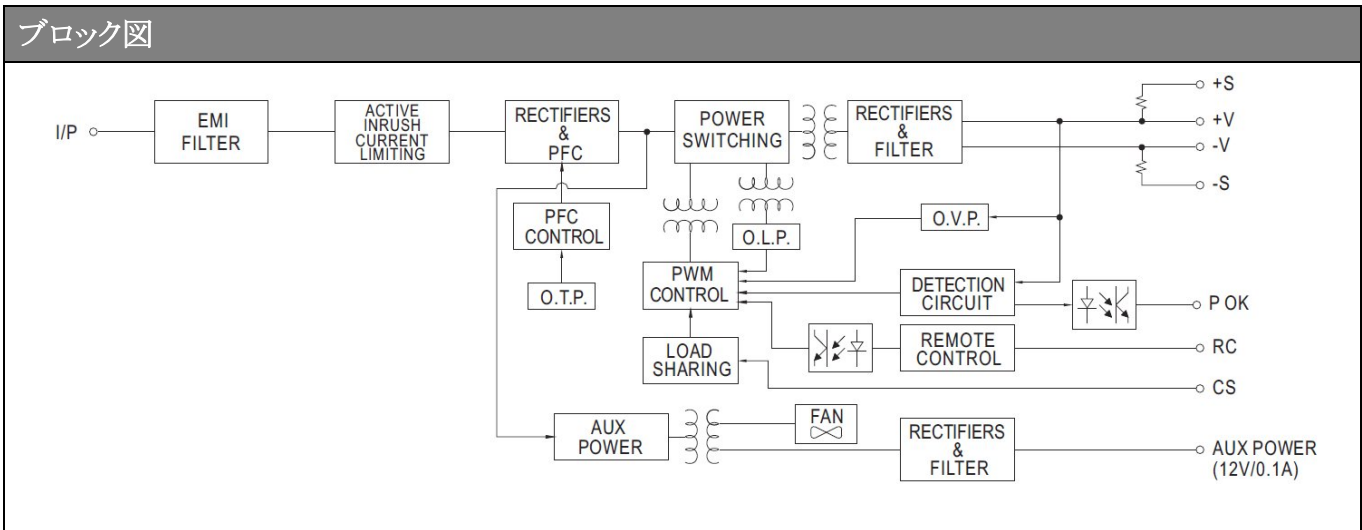 ブロック図
I/P
EMI
FILTER
ACTIVE
INRUSH
CURRENT
LIMITING
RECTIFIERS
&
PFC
POWER
SWITCHING
RECTIFIERS
&
FILTER
+S
+V
-V
-S
PFC
CONTROL
O.L.P.
O.V.P.
O.T.P.
PWM
CONTROL
DETECTION
CIRCUIT
P OK
LOAD
SHARING
REMOTE
CONTROL
RC
CS
AUX
POWER
FAN
RECTIFIERS
&
FILTER
AUX POWER
(12V/0.1A)